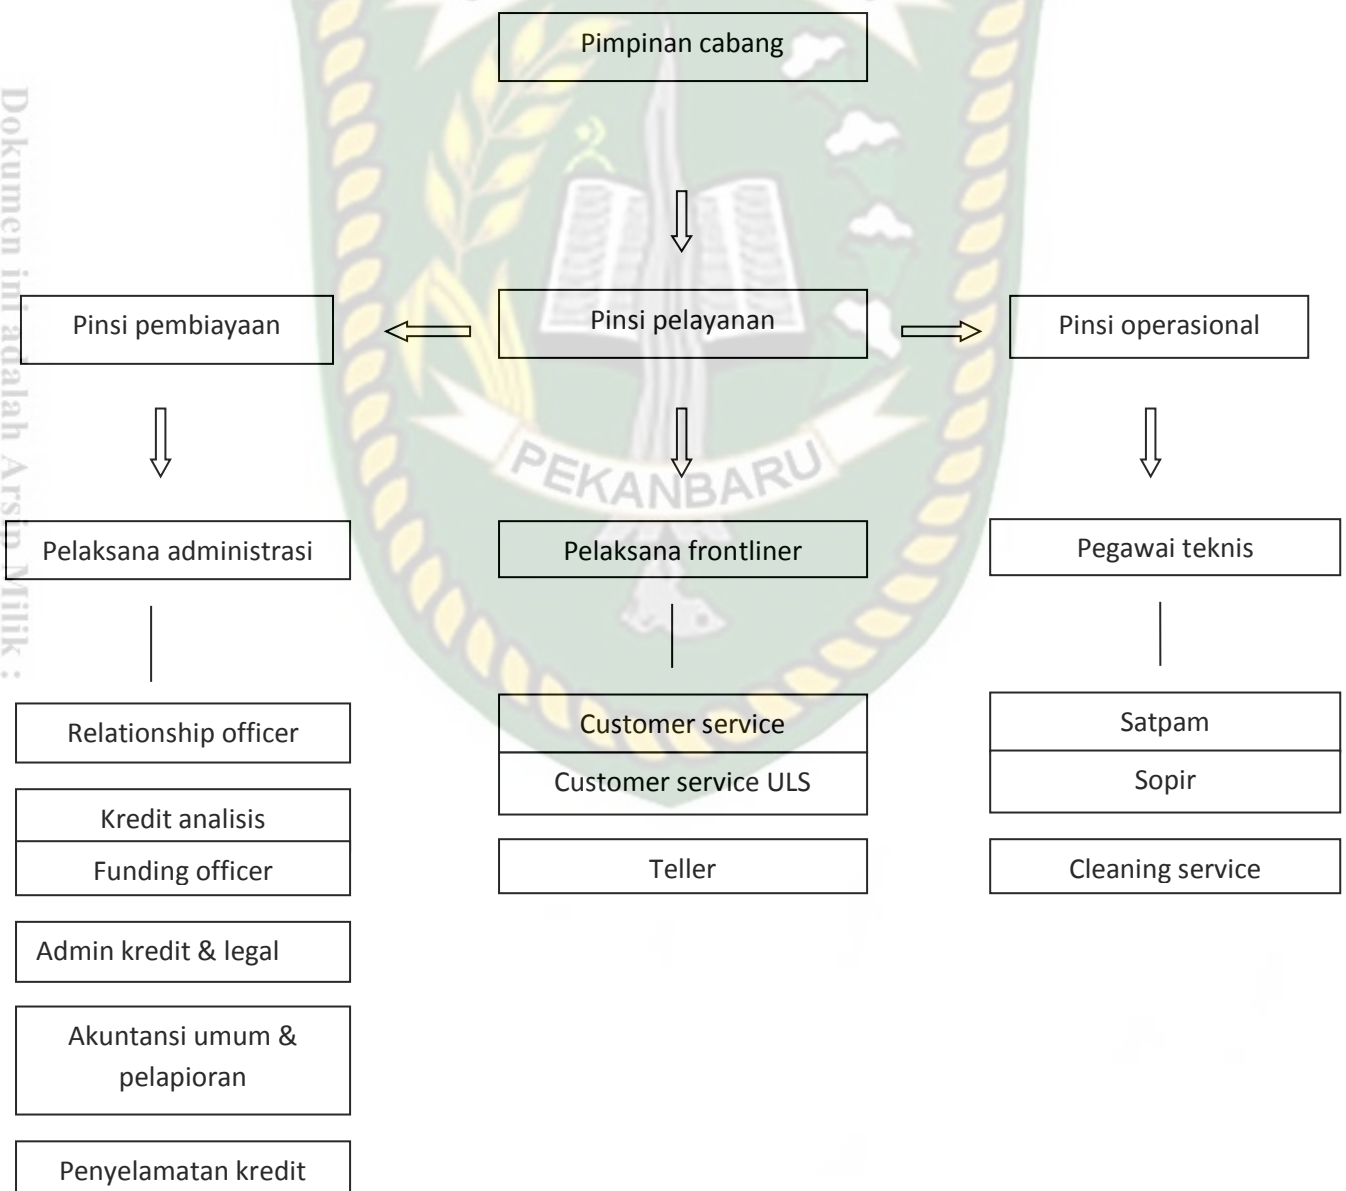 Pimpinan cabang
Pinsi pembiayaan
Pinsi pelayanan
Pinsi operasional
PEKANBARU
Pelaksana administrasi
Pelaksana frontliner
Pegawai teknis
Relationship officer
Kredit analisis
Funding officer
Admin kredit & legal
Akuntansi umum &
pelapioran
Penyelamatan kredit
Customer service
Customer service ULS
Teller
Satpam
Sopir
Cleaning service
Dokumen ini adalah Arsip Milik :